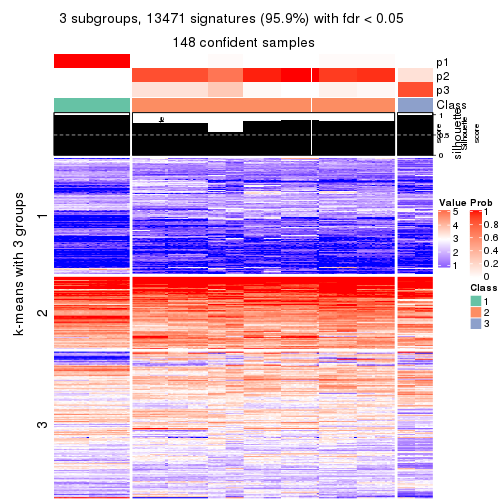 3 subgroups, 13471 signatures (95.9%) with fdr < 0.05
148 confident samples
p1
p2
p3
Class
1
0.5
0
silhouette
Silhouette
score
k-means with 3 groups
1
2
3
Value
5
4
3
2
1
Prob
1
0.8
0.6
0.4
0.2
0
Class
1
2
3